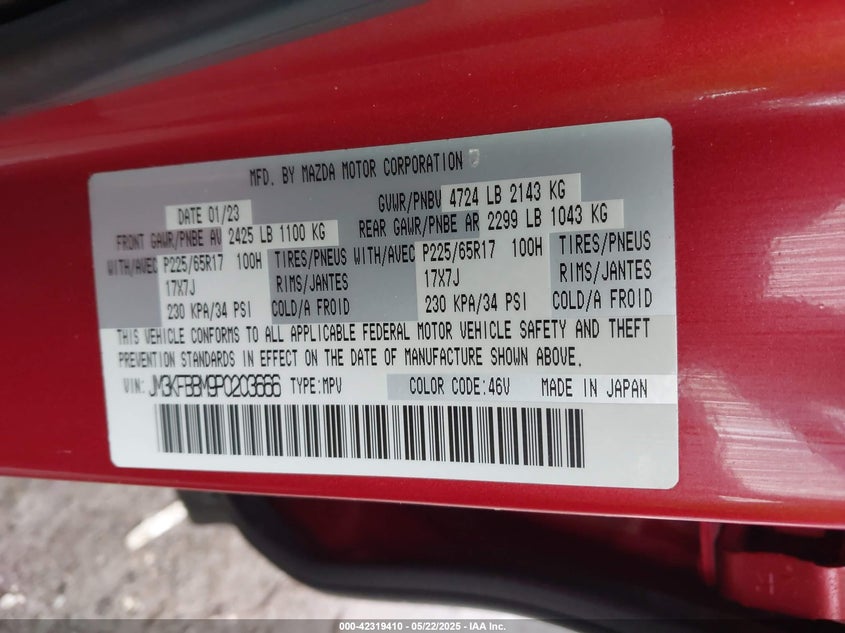 MFD. BY MAZDA MOTOR CORPORATION
DATE 01/23 GVWR/PNBV 4724 LB 2143 KG
FRONT GAWR/PNBE AV 2425 LB 1100 KG REAR GAWR/PNBE AR 2299 LB 1043 KG
WITH/AVEC P225/65R17 100H TIRES/PNEUS WITH/AVEC P225/65R17 100H TIRES/PNEUS
17X7J RIMS/JANTES 17X7J RIMS/JANTES
230 KPA/34 PSI COLD/A FROID 230 KPA/34 PSI COLD/A FROID
THIS VEHICLE CONFORMS TO ALL APPLICABLE FEDERAL MOTOR VEHICLE SAFETY AND THEFT
PREVENTION STANDARDS IN EFFECT ON THE DATE OF MANUFACTURE SHOWN ABOVE.
VIN: JM3KFBBM9P0203666 TYPE:MPV COLOR CODE:46V MADE IN JAPAN
000-42319410 - 05/22/2025 - IAA Inc.